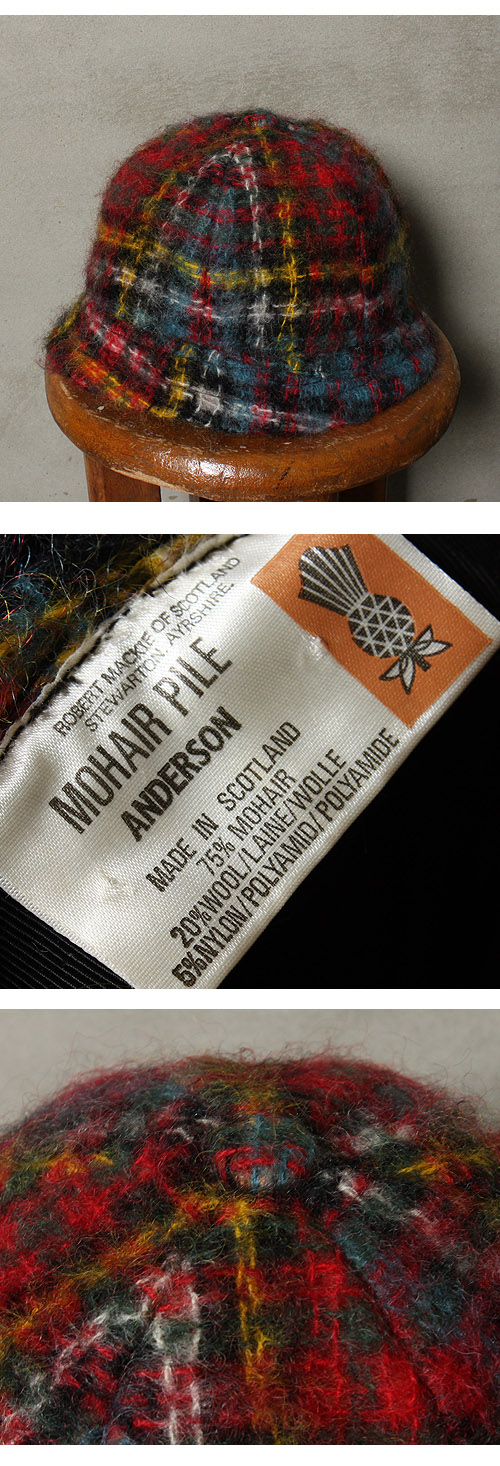 ROBERT MACKIE OF SCOTLAND
STEWARTON. AYRSHIRE.
MOHAIR PILE
ANDERSON
MADE IN SCOTLAND
75% MOHAIR
20%WOOL/LAINE/WOLLE
5%NYLON/POLYAMID/POLYAMIDE